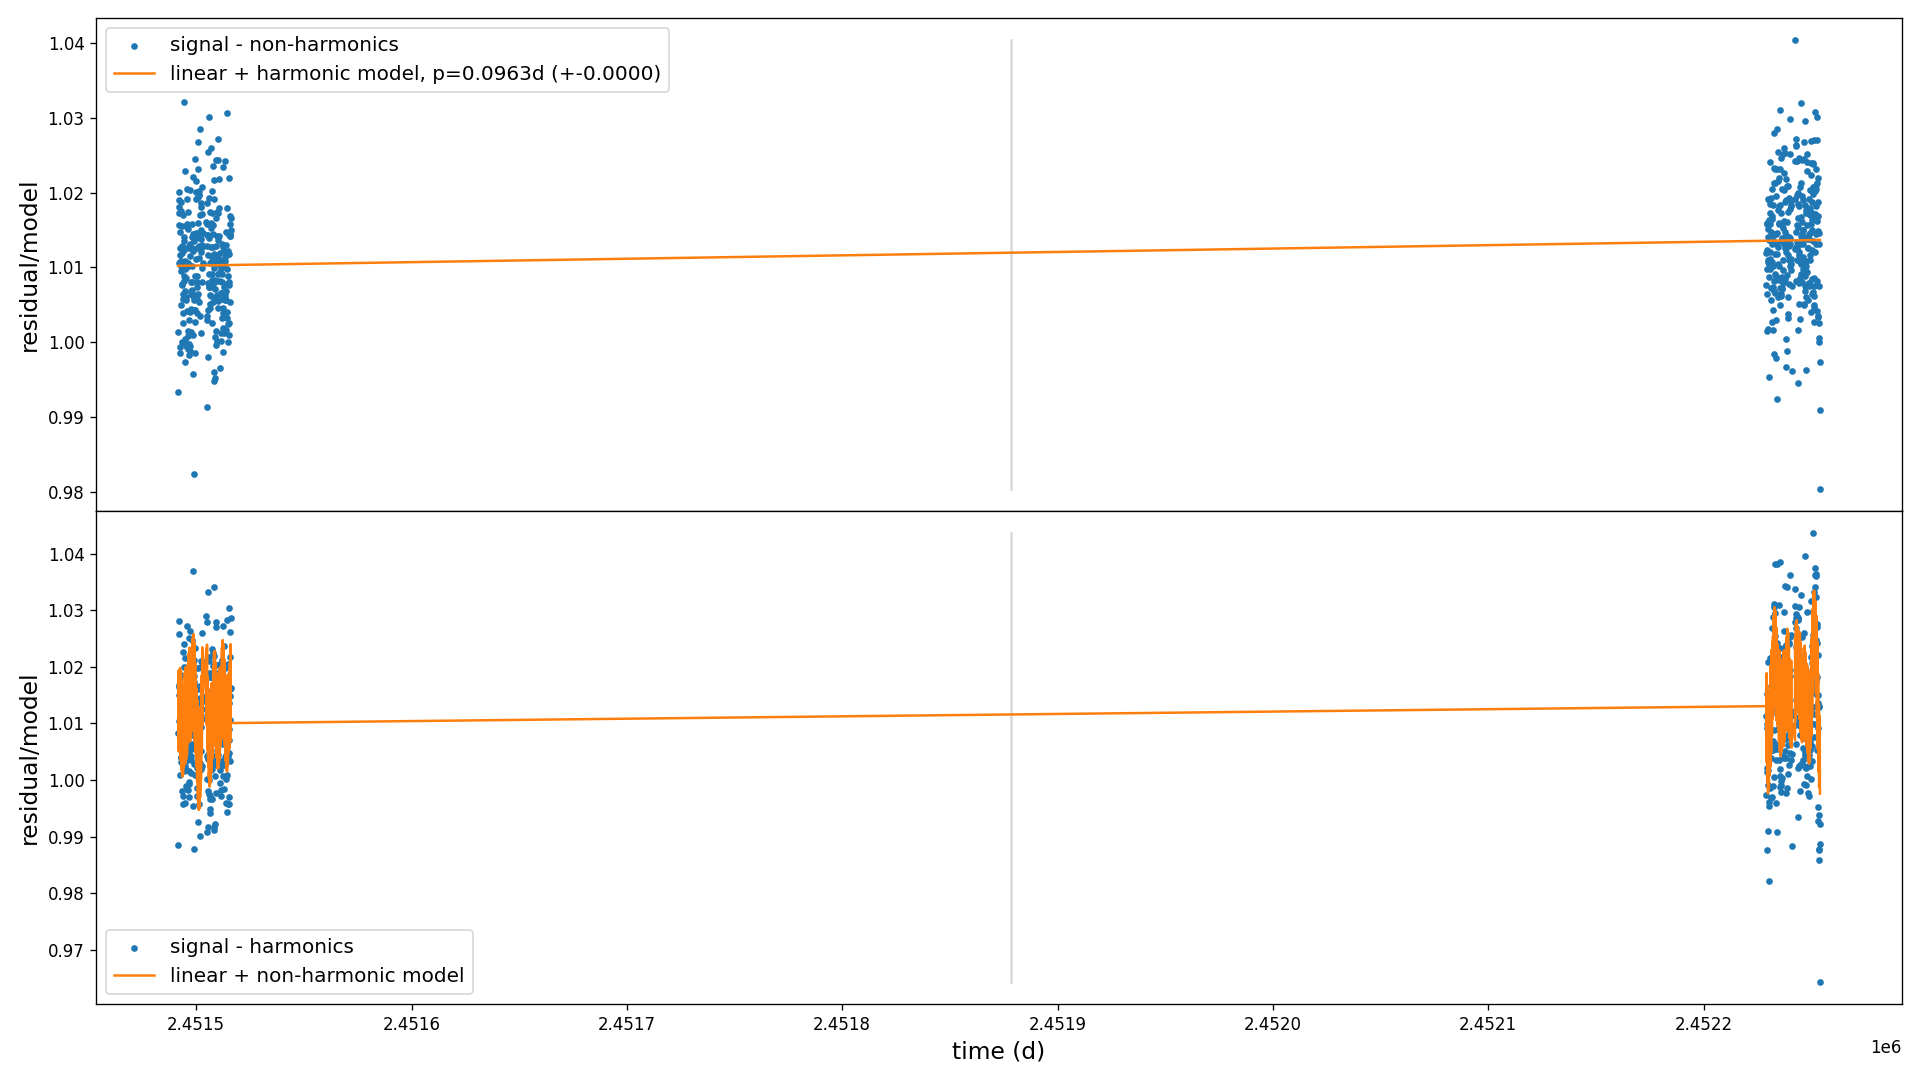 signal - non-harmonics
linear + harmonic model, p=0.0963d (+-0.0000)
residual/model
1.04
1.03
1.02
1.01
1.00
0.99
0.98
residual/model
1.04
1.03
1.02
1.01
1.00
0.99
0.98
0.97
signal - harmonics
linear + non-harmonic model
2.4515 2.4516 2.4517 2.4518 2.4519 2.4520 2.4521 2.4522
1e6
time (d)